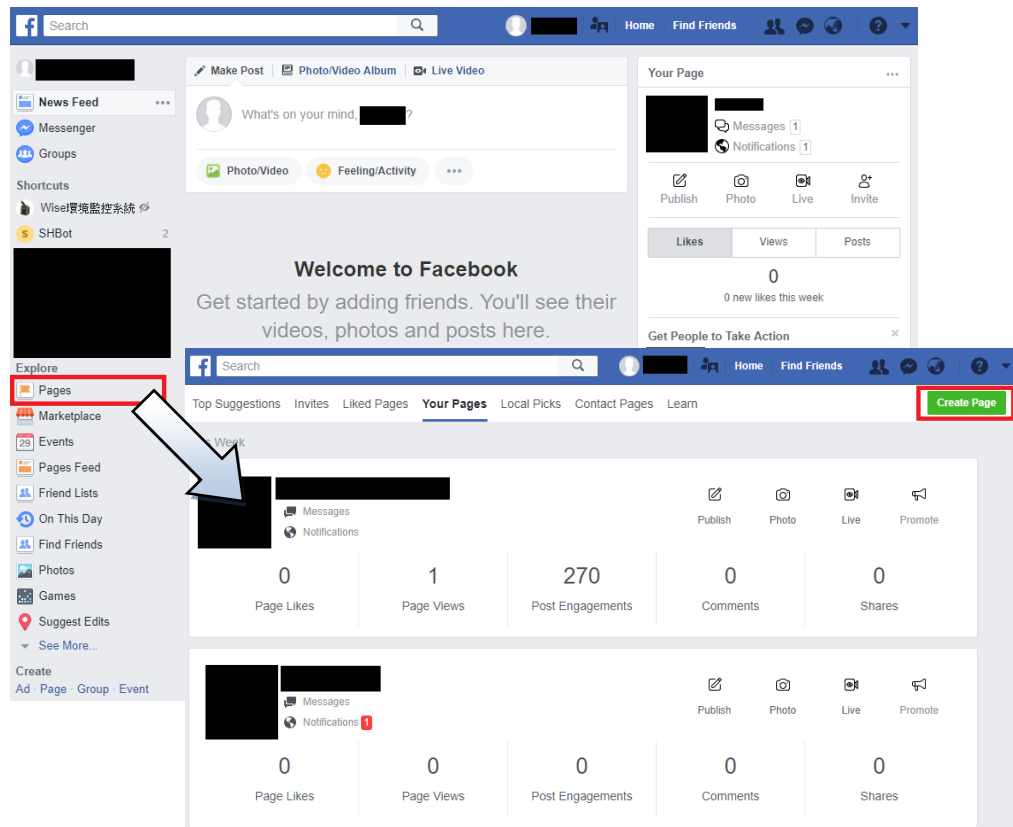 Search
Home Find Friends
News Feed
Messenger
Groups
Shortcuts
Wise環境監控系統
SHBot 2
Explore
Pages
Marketplace
29 Events
Pages Feed
Friend Lists
On This Day
Find Friends
Photos
Games
Suggest Edits
See More...
Create
Ad · Page · Group · Event
Make Post Photo/Video Album Live Video
What's on your mind, ?
Photo/Video Feeling/Activity
Welcome to Facebook
Get started by adding friends. You'll see their
videos, photos and posts here.
Your Page
Messages 1
Notifications 1
Publish Photo Live Invite
Likes Views Posts
0
0 new likes this week
Get People to Take Action
Search
Home Find Friends
Top Suggestions Invites Liked Pages Your Pages Local Picks Contact Pages Learn
Create Page
Week
Messages
Notifications
Publish Photo Live Promote
0 1 270 0 0
Page Likes Page Views Post Engagements Comments Shares
Messages
Notifications 1
Publish Photo Live Promote
0 0 0 0 0
Page Likes Page Views Post Engagements Comments Shares